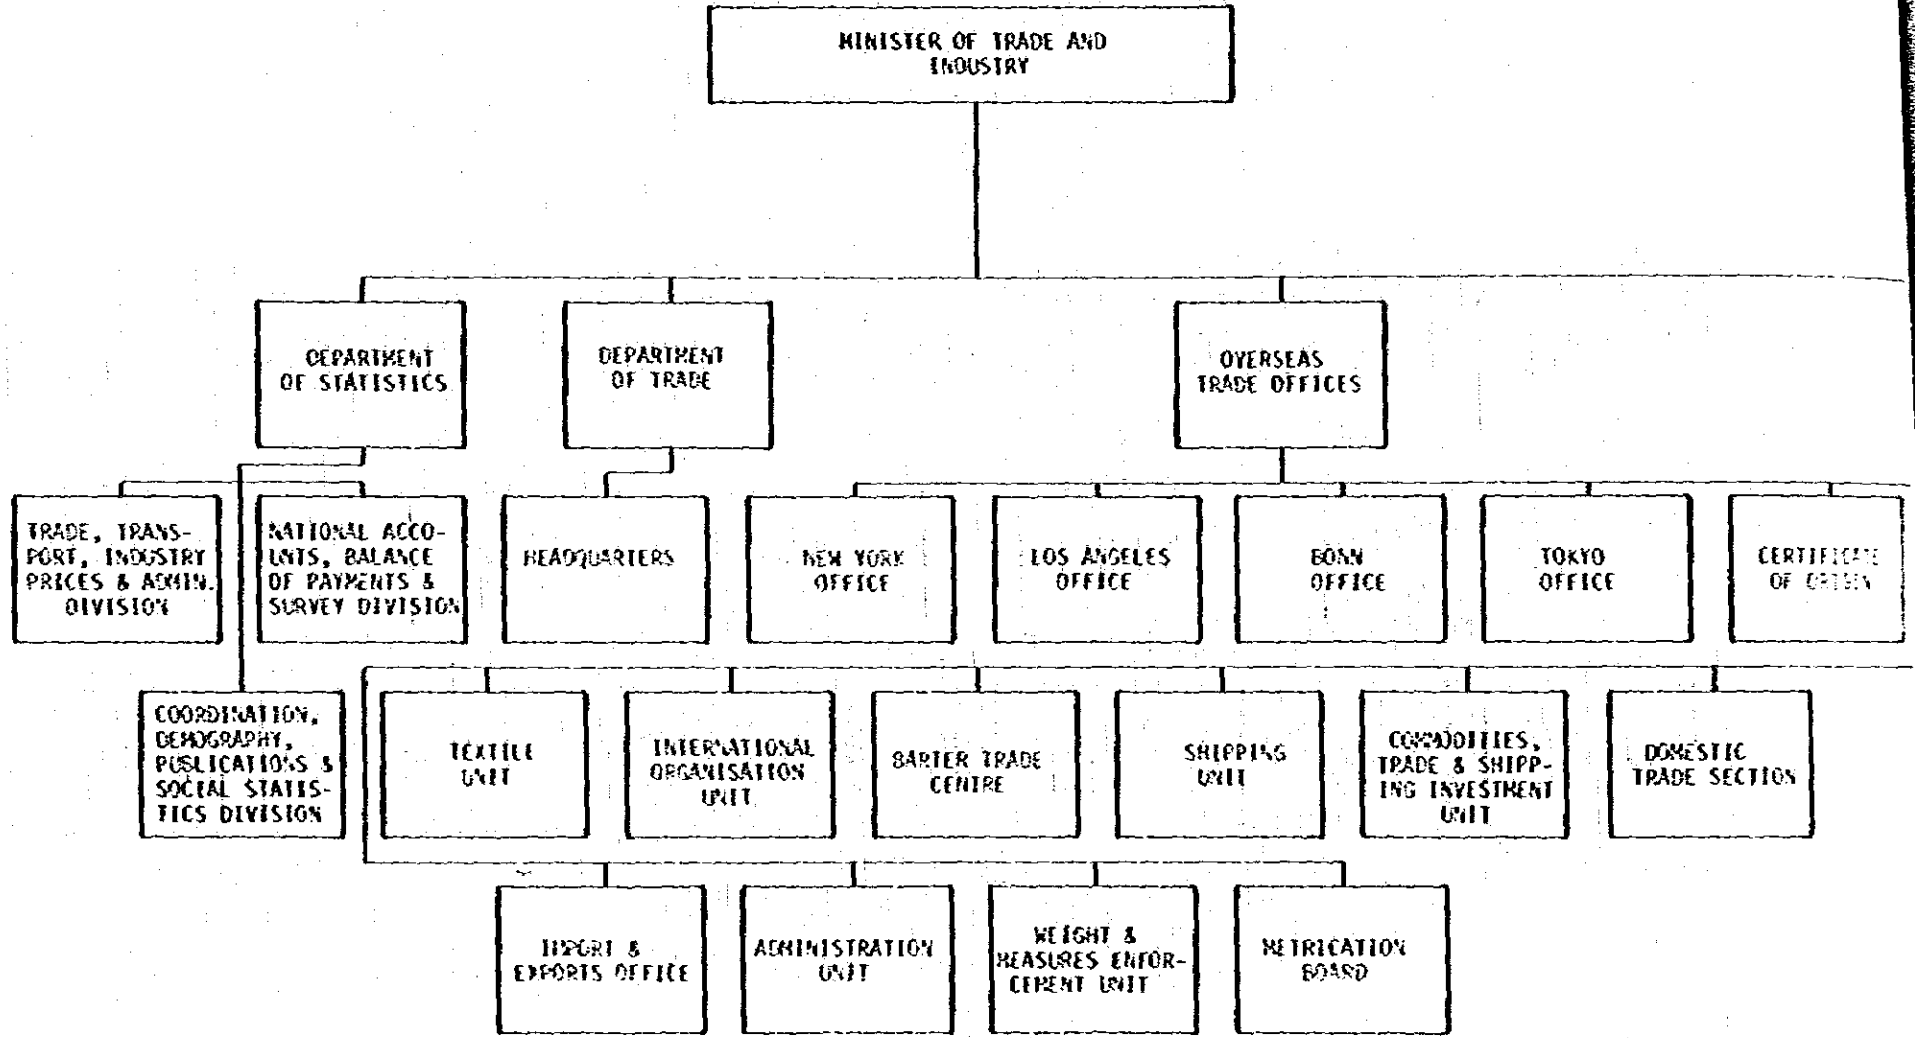 MINISTER OF TRADE AND
INDUSTRY
DEPARTMENT
OF STATISTICS
DEPARTMENT
OF TRADE
OVERSEAS
TRADE OFFICES
TRADE, TRANS-
PORT, INDUSTRY
PRICES & ADMIN.
DIVISION
NATIONAL ACCO-
UNTS, BALANCE
OF PAYMENTS &
SURVEY DIVISION
HEADQUARTERS
NEW YORK
OFFICE
LOS ANGELES
OFFICE
BONN
OFFICE
TOKYO
OFFICE
CERTIFICATE
OF ORIGIN
COORDINATION,
DEMOGRAPHY,
PUBLICATIONS &
SOCIAL STATIS-
TICS DIVISION
TEXTILE
UNIT
INTERNATIONAL
ORGANISATION
UNIT
BARTER TRADE
CENTRE
SHIPPING
UNIT
COMMODITIES,
TRADE & SHIPP-
ING INVESTMENT
UNIT
DOMESTIC
TRADE SECTION
IMPORT &
EXPORTS OFFICE
ADMINISTRATION
UNIT
WEIGHT &
MEASURES ENFOR-
CEMENT UNIT
METRICATION
BOARD